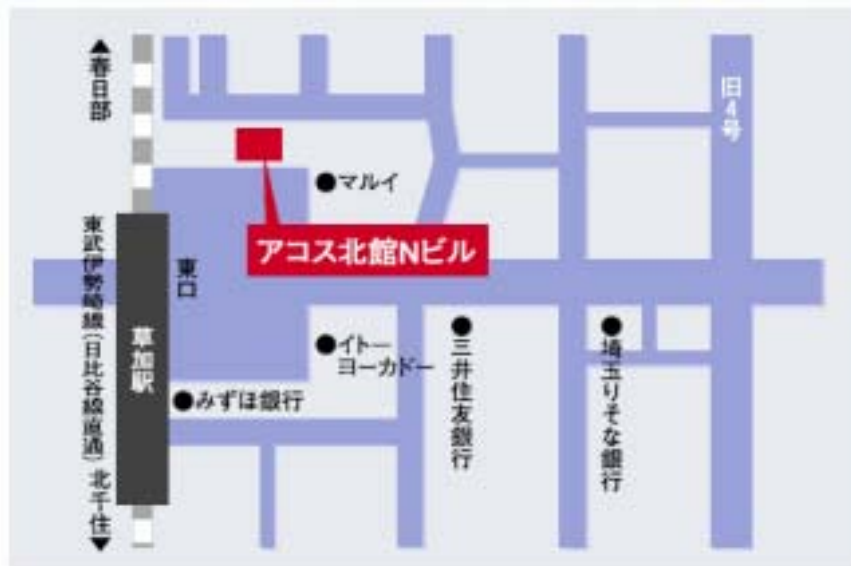 ▲春日部
東武伊勢崎線(日比谷線直通)
北千住▼
草加駅
東口
●マルイ
アコス北館Nビル
●イトー
ヨーカドー
●みずほ銀行
●三井住友銀行
●埼玉りそな銀行
旧4号